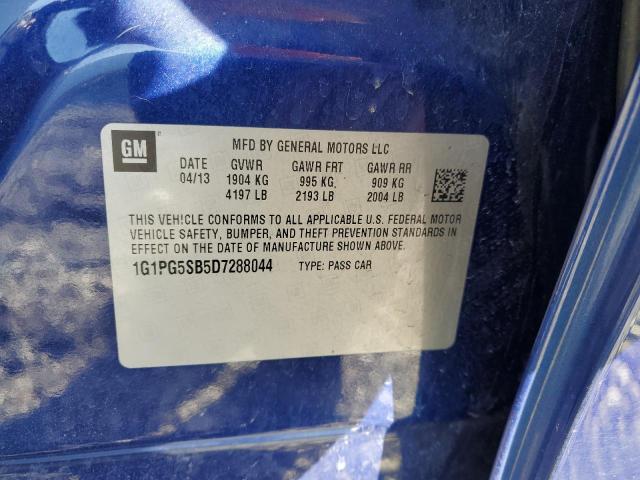 GM
MFD BY GENERAL MOTORS LLC
DATE GVWR GAWR FRT GAWR RR
04/13 1904 KG 995 KG 909 KG
4197 LB 2193 LB 2004 LB
THIS VEHICLE CONFORMS TO ALL APPLICABLE U.S. FEDERAL MOTOR
VEHICLE SAFETY, BUMPER, AND THEFT PREVENTION STANDARDS IN
EFFECT ON THE DATE OF MANUFACTURE SHOWN ABOVE.
1G1PG5SB5D7288044 TYPE: PASS CAR